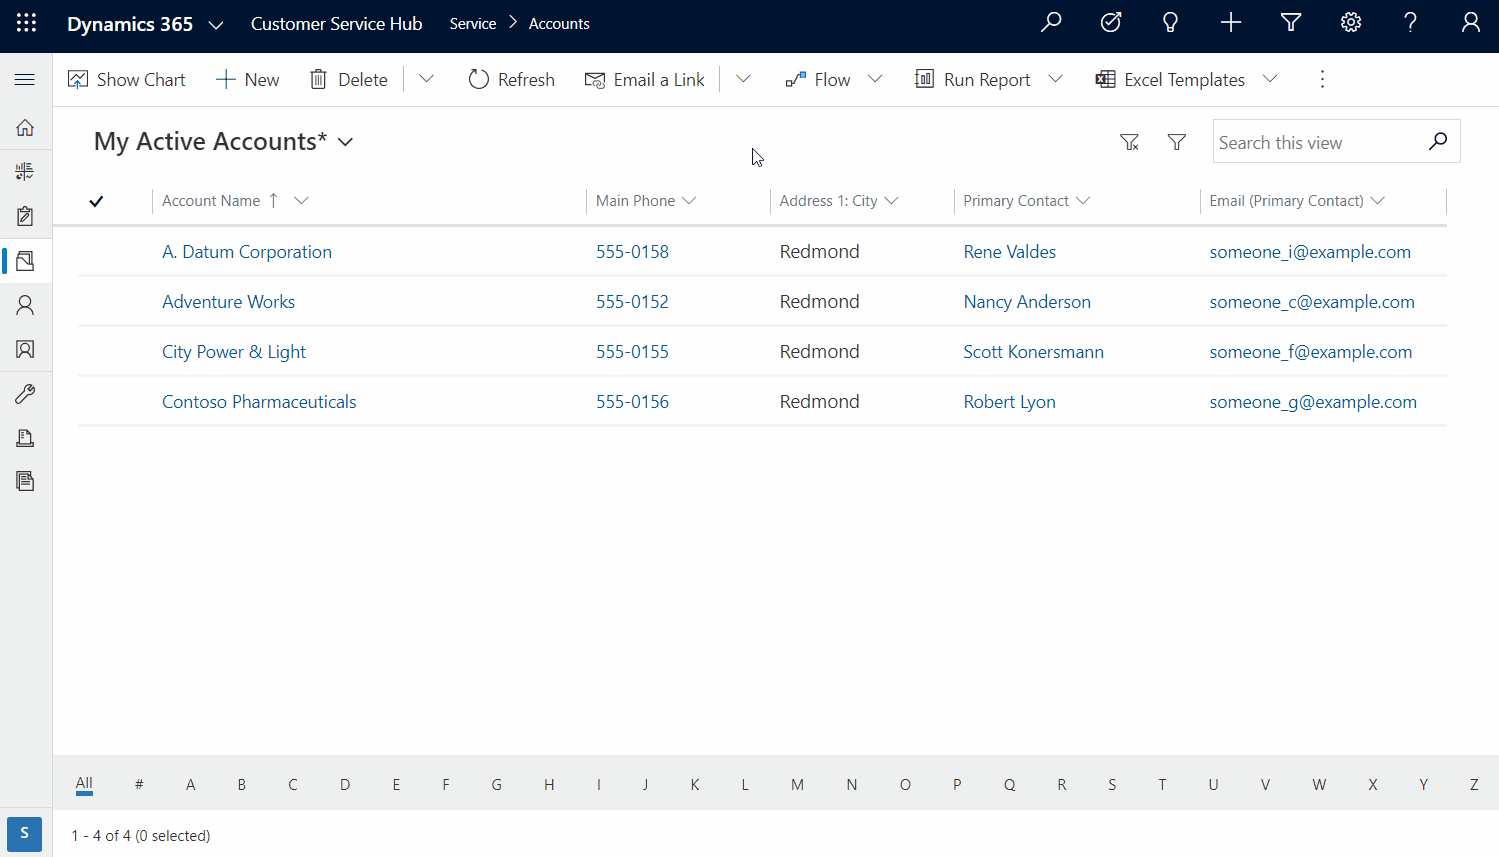 Dynamics 365 Customer Service Hub Service > Accounts
Show Chart New Delete Refresh Email a Link Flow Run Report Excel Templates
My Active Accounts*
Search this view
Account Name ↑ Main Phone Address 1: City Primary Contact Email (Primary Contact)
A. Datum Corporation 555-0158 Redmond Rene Valdes someone_i@example.com
Adventure Works 555-0152 Redmond Nancy Anderson someone_c@example.com
City Power & Light 555-0155 Redmond Scott Konersmann someone_f@example.com
Contoso Pharmaceuticals 555-0156 Redmond Robert Lyon someone_g@example.com
All # A B C D E F G H I J K L M N O P Q R S T U V W X Y Z
S
1 - 4 of 4 (0 selected)